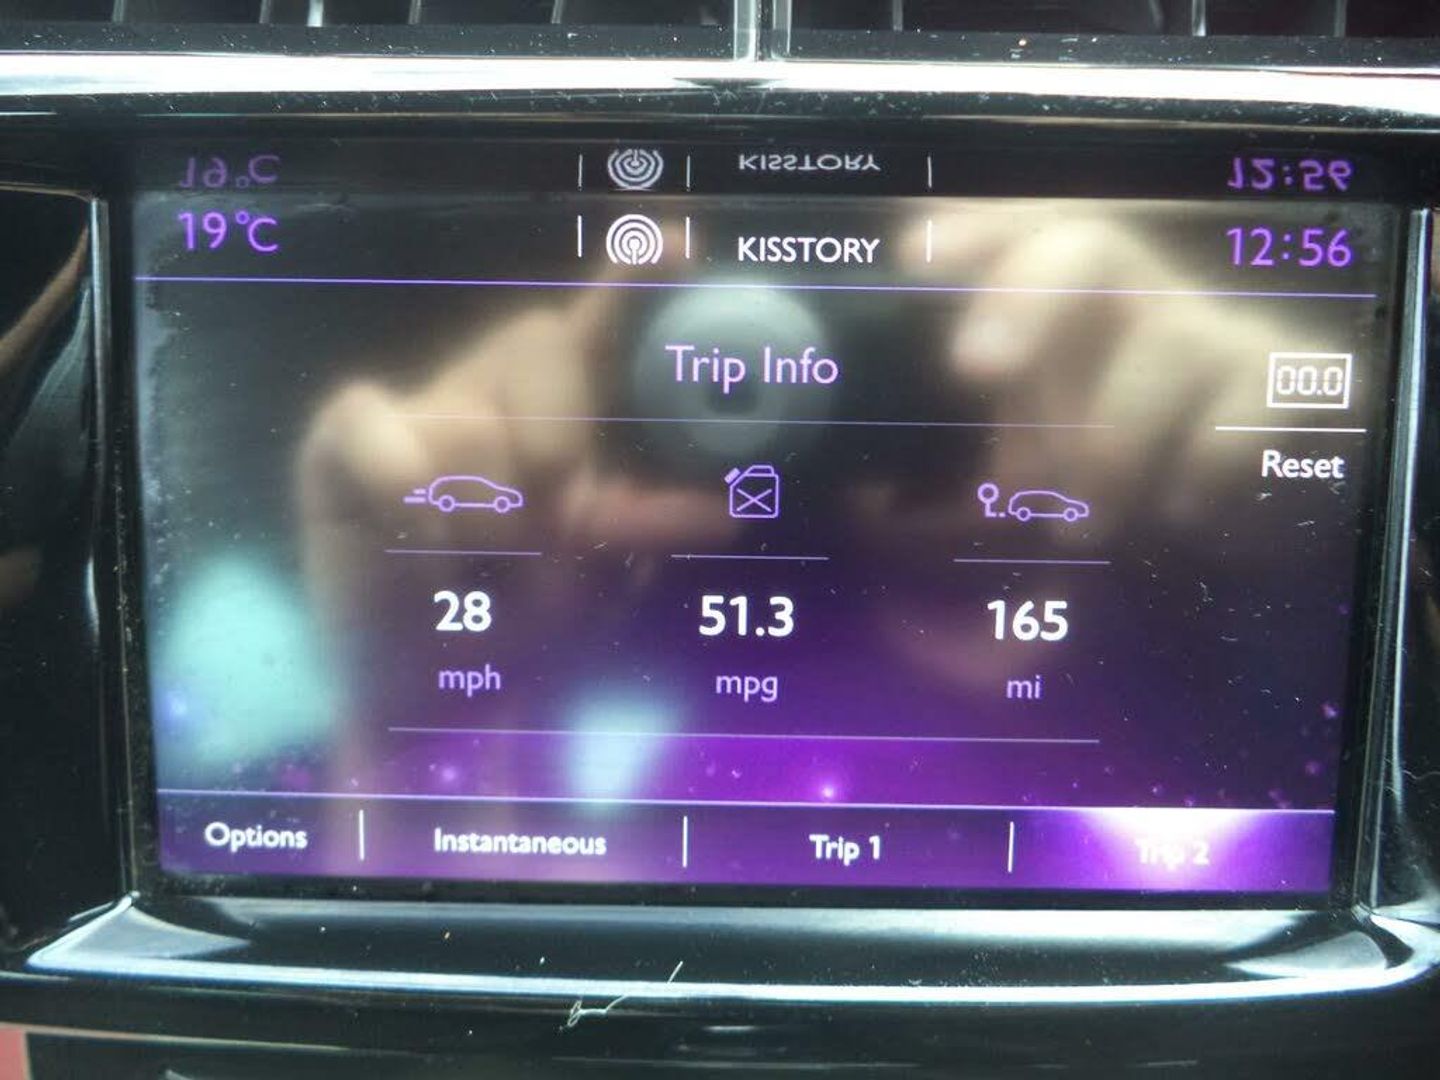 19°C KISSTORY 12:56
Trip Info
00.0
Reset
28 51.3 165
mph mpg mi
Options Instantaneous Trip 1 Trip 2